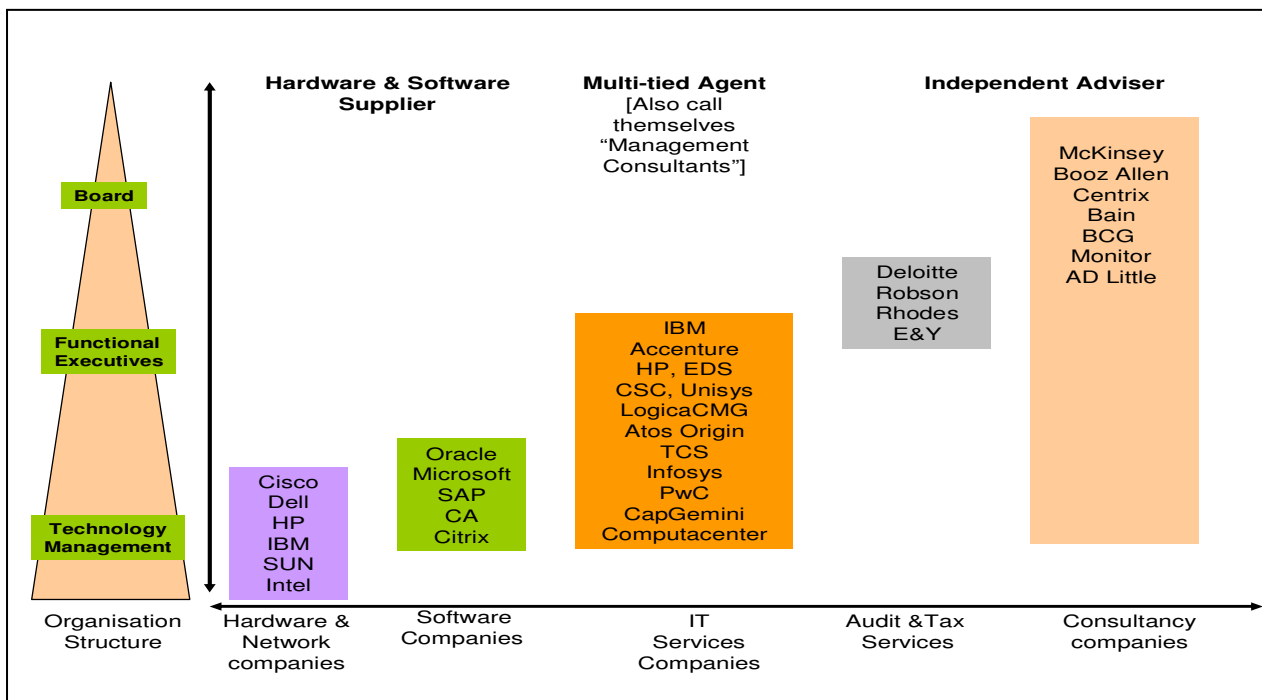 Hardware & Software
Supplier
Multi-tied Agent
[Also call
themselves
“Management
Consultants”]
Independent Adviser
Board
Functional
Executives
Technology
Management
Cisco
Dell
HP
IBM
SUN
Intel
Oracle
Microsoft
SAP
CA
Citrix
IBM
Accenture
HP, EDS
CSC, Unisys
LogicaCMG
Atos Origin
TCS
Infosys
PwC
CapGemini
Computacenter
Deloitte
Robson
Rhodes
E&Y
McKinsey
Booz Allen
Centrix
Bain
BCG
Monitor
AD Little
Organisation
Structure
Hardware &
Network
companies
Software
Companies
IT
Services
Companies
Audit &Tax
Services
Consultancy
companies